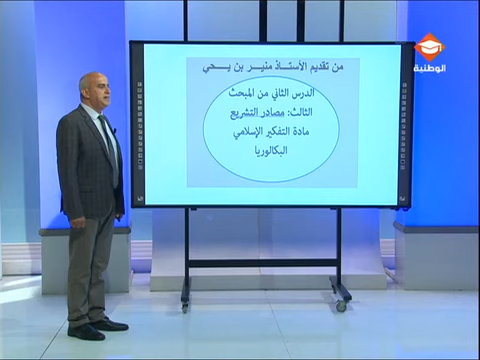 الوطنية
من تقديم الأستاذ منير بن يحي
الدرس الثاني من المبحث
الثالث: مصادر التشريع
مادة التفكير الإسلامي
البكالوريا